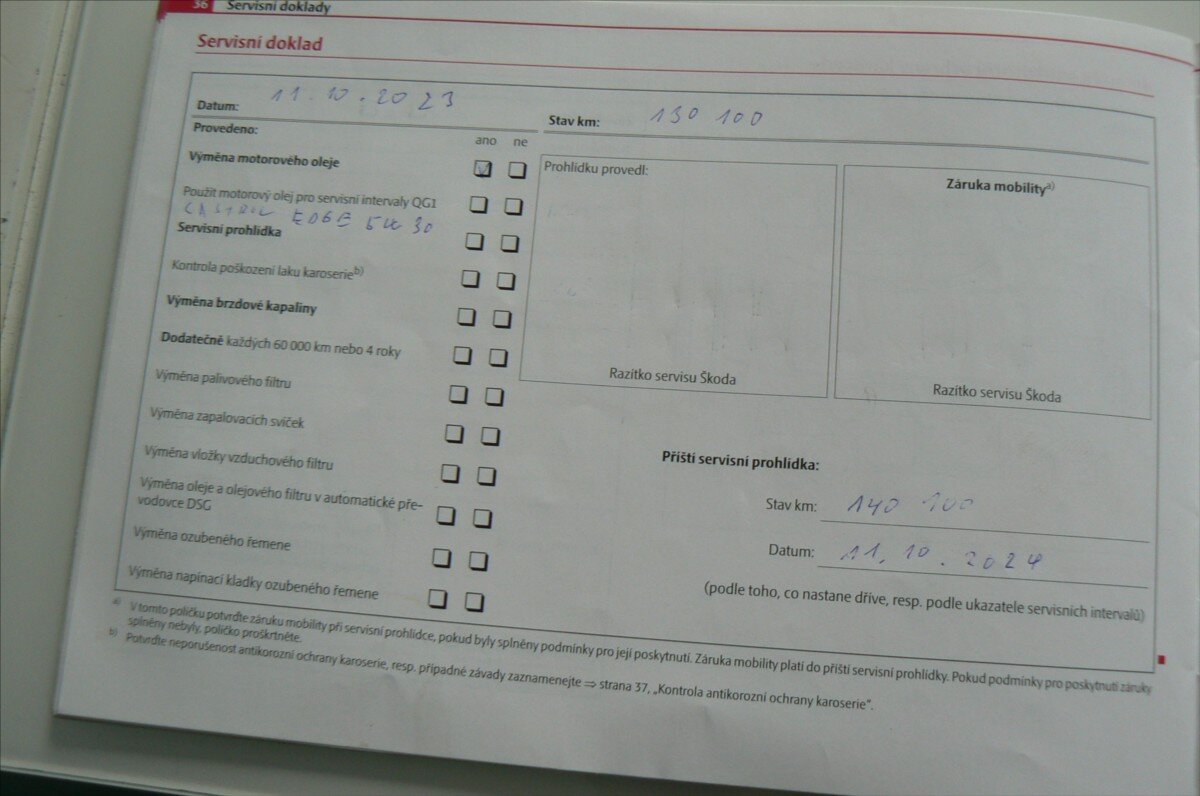 36 Servisní doklady
Servisní doklad
Datum: 11.10.2023
Stav km: 130 100
Provedeno:
ano ne
Výměna motorového oleje
Použit motorový olej pro servisní intervaly QG1
CASTROL EDGE 5W 30
Servisní prohlídka
Kontrola poškození laku karoserieb)
Výměna brzdové kapaliny
Dodatečně každých 60 000 km nebo 4 roky
Výměna palivového filtru
Výměna zapalovacích svíček
Výměna vložky vzduchového filtru
Výměna oleje a olejového filtru v automatické pře-
vodovce DSG
Výměna ozubeného řemene
Výměna napínací kladky ozubeného řemene
Prohlídku provedl:
Razítko servisu Škoda
Záruka mobilitya)
Razítko servisu Škoda
Příští servisní prohlídka:
Stav km: 140 100
Datum: 11.10.2024
(podle toho, co nastane dříve, resp. podle ukazatele servisních intervalů)
a) V tomto políčku potvrďte záruku mobility při servisní prohlídce, pokud byly splněny podmínky pro její poskytnutí. Záruka mobility platí do příští servisní prohlídky. Pokud podmínky pro poskytnutí záruky
splněny nebyly, políčko proškrtněte.
b) Potvrďte neporušenost antikorozní ochrany karoserie, resp. případné závady zaznamenejte ⇒ strana 37, „Kontrola antikorozní ochrany karoserie“.